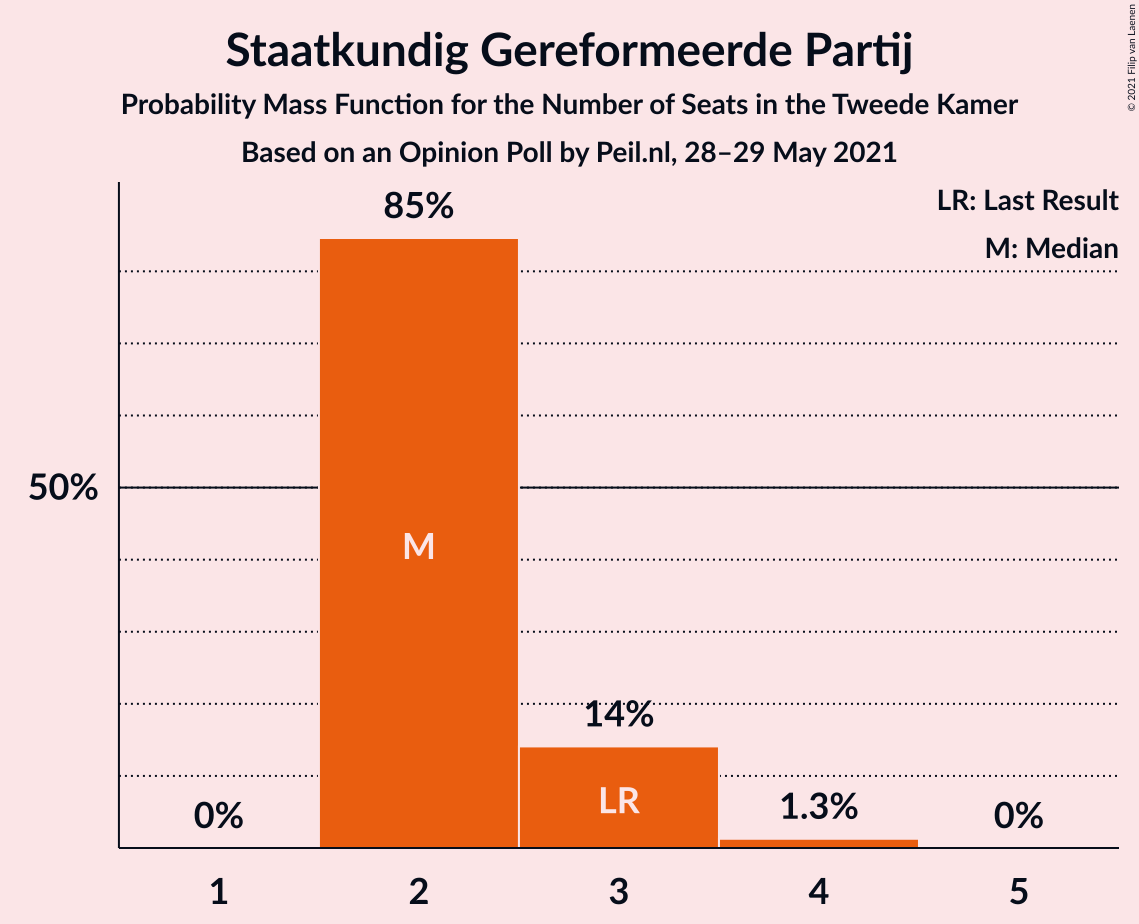 Staatkundig Gereformeerde Partij
Probability Mass Function for the Number of Seats in the Tweede Kamer
Based on an Opinion Poll by Peil.nl, 28–29 May 2021
© 2021 Filip van Laenen
LR: Last Result
M: Median
85%
50%
M
14%
LR
1.3%
0%
0%
1 2 3 4 5